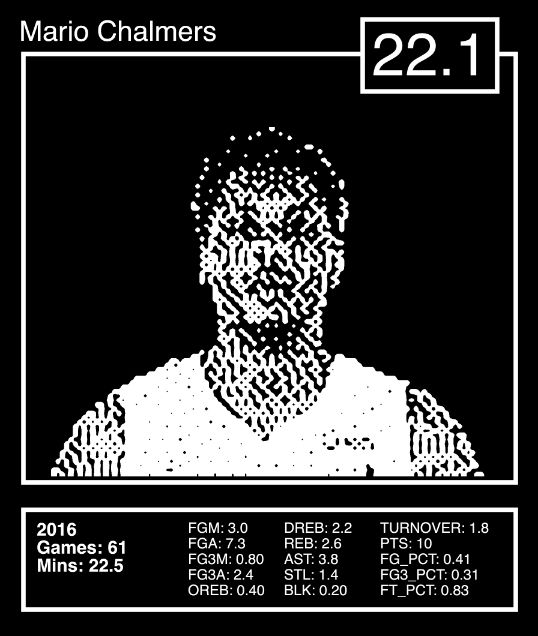 Mario Chalmers
22.1
2016
Games: 61
Mins: 22.5
FGM: 3.0
FGA: 7.3
FG3M: 0.80
FG3A: 2.4
OREB: 0.40
DREB: 2.2
REB: 2.6
AST: 3.8
STL: 1.4
BLK: 0.20
TURNOVER: 1.8
PTS: 10
FG_PCT: 0.41
FG3_PCT: 0.31
FT_PCT: 0.83